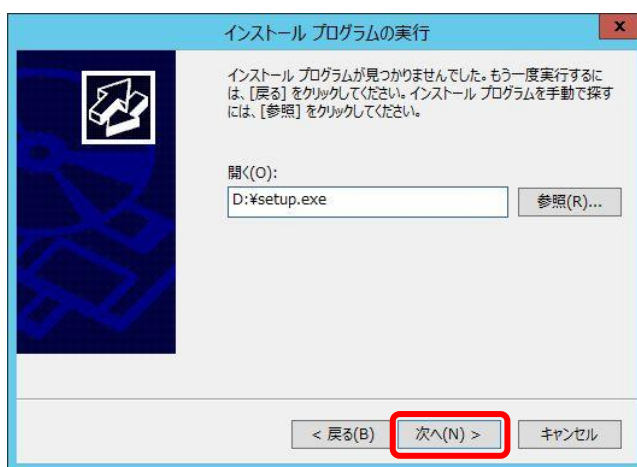 インストール プログラムの実行
x
インストール プログラムが見つかりませんでした。もう一度実行するに
は、[戻る] をクリックしてください。インストール プログラムを手動で探す
には、[参照] をクリックしてください。
開く(O):
D:¥setup.exe
参照(R)...
< 戻る(B)
次へ(N) >
キャンセル